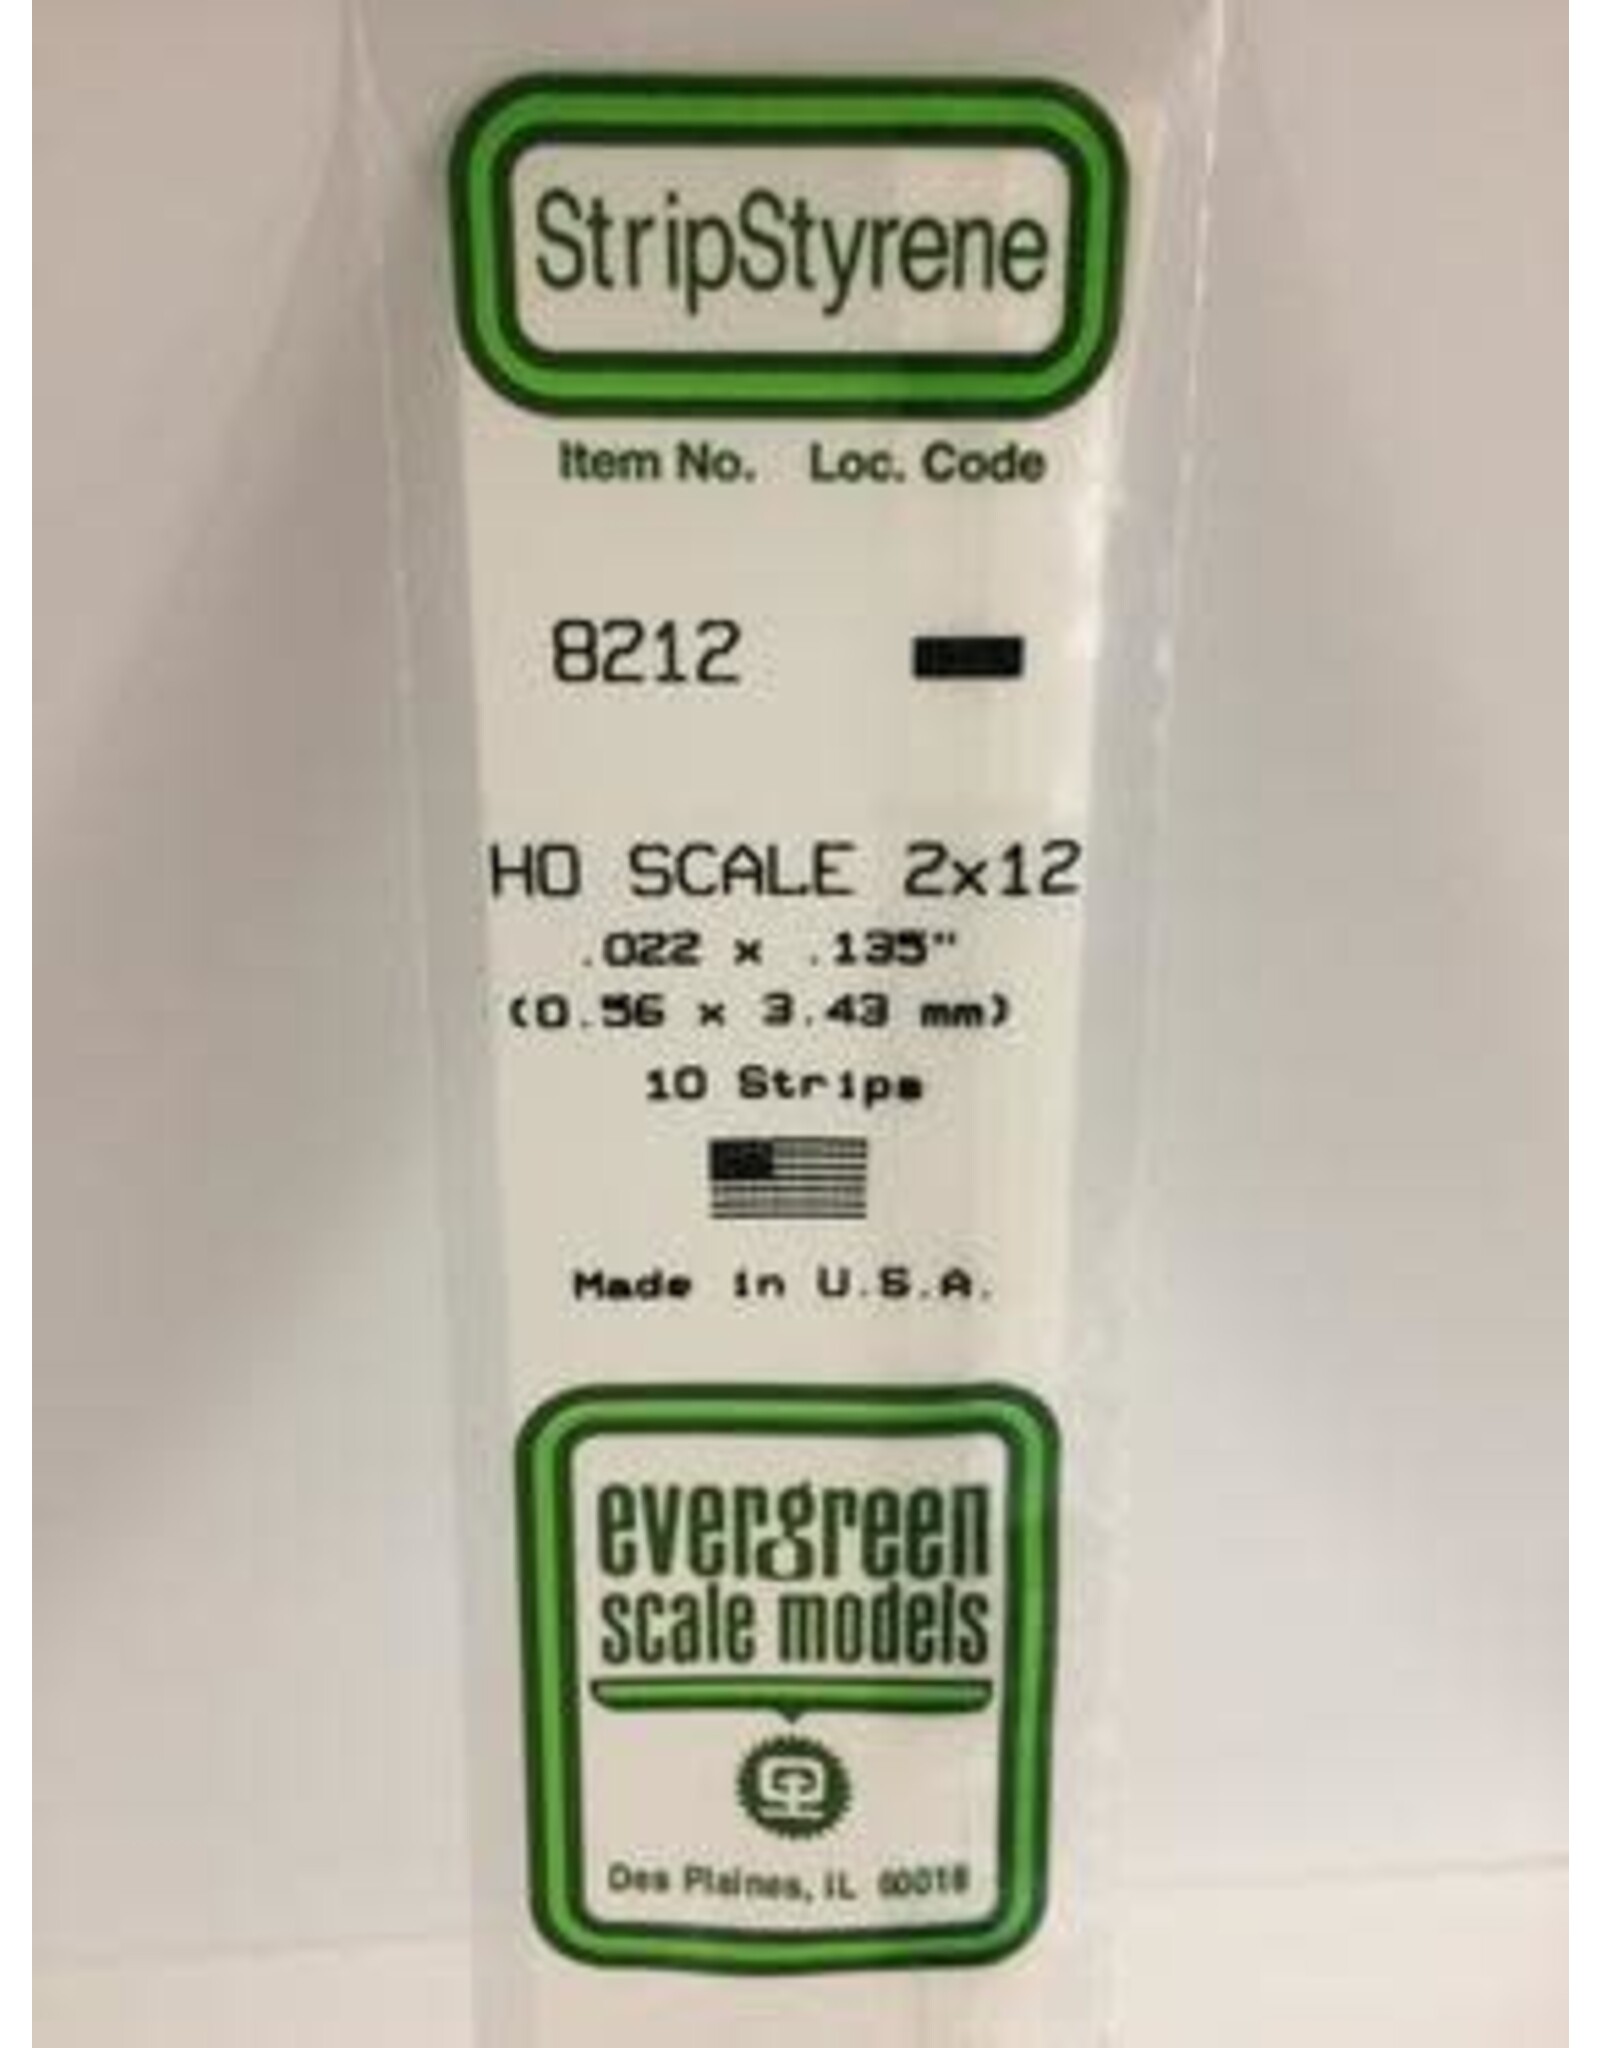 StripStyrene
Item No. Loc. Code
8212
HO SCALE 2x12
.022 x .135"
(0.56 x 3.43 mm)
10 Strips
Made in U.S.A.
evergreen
scale models
Des Plaines, IL 60018